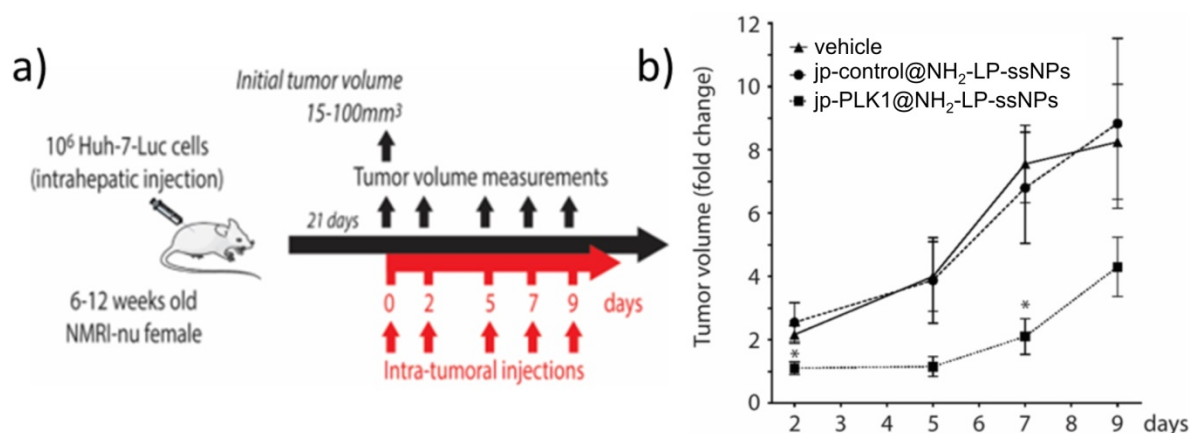 a)
Initial tumor volume
15-100mm³
10⁶ Huh-7-Luc cells
(intrahepatic injection)
Tumor volume measurements
21 days
6-12 weeks old
NMRI-nu female
0 2 5 7 9 days
Intra-tumoral injections
b)
Tumor volume (fold change)
12
10
8
6
4
2
0
vehicle
jp-control@NH₂-LP-ssNPs
jp-PLK1@NH₂-LP-ssNPs
*
*
2 3 4 5 6 7 8 9 days